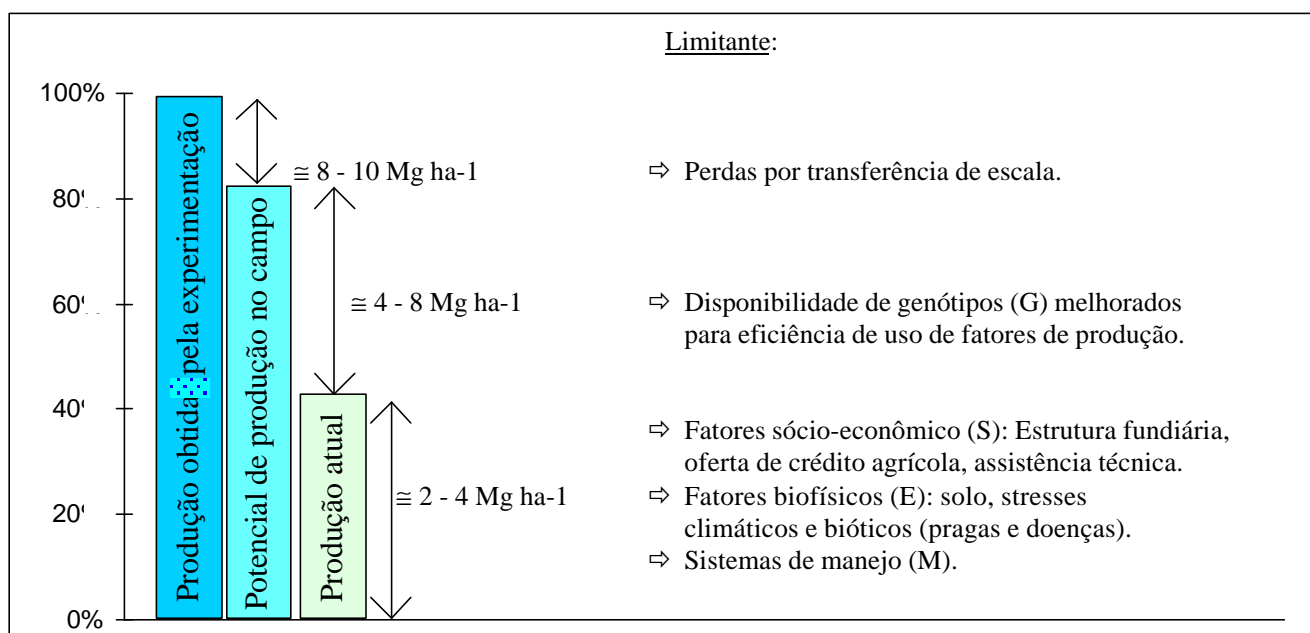 Limitante:
100%
80%
60'
40'
20'
0%
Produção obtida pela experimentação
Potencial de produção no campo
Produção atual
≅ 8 - 10 Mg ha-1
≅ 4 - 8 Mg ha-1
≅ 2 - 4 Mg ha-1
⇨ Perdas por transferência de escala.
⇨ Disponibilidade de genótipos (G) melhorados
para eficiência de uso de fatores de produção.
⇨ Fatores sócio-econômico (S): Estrutura fundiária,
oferta de crédito agrícola, assistência técnica.
⇨ Fatores biofísicos (E): solo, stresses
climáticos e bióticos (pragas e doenças).
⇨ Sistemas de manejo (M).